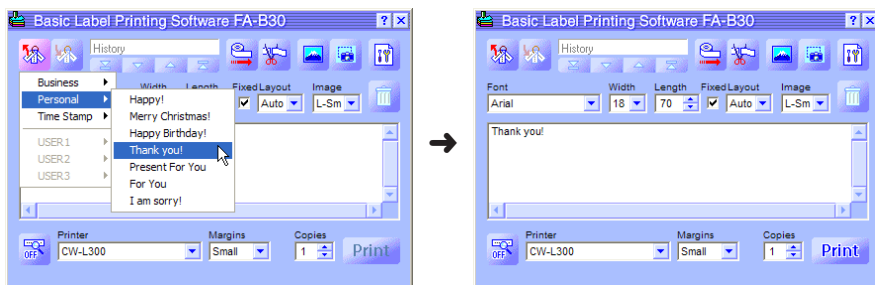 Basic Label Printing Software FA-B30
History
Business
Personal
Time Stamp
USER1
USER2
USER3
Happy!
Merry Christmas!
Happy Birthday!
Thank you!
Present For You
For You
I am sorry!
Width Length Fixed Layout Image
Auto L-Sm
Printer Margins Copies
OFF CW-L300 Small 1 Print
Basic Label Printing Software FA-B30
History
Font Width Length Fixed Layout Image
Arial 18 70 Auto L-Sm
Thank you!
Printer Margins Copies
OFF CW-L300 Small 1 Print